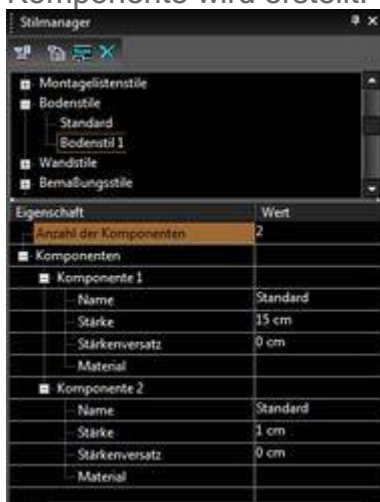 Komponente wird erstellt.
Stilmanager
Montagelistenstile
Bodenstile
Standard
Bodenstil 1
Wandstile
Bemaßungsstile
Eigenschaft Wert
Anzahl der Komponenten 2
Komponenten
Komponente 1
Name Standard
Stärke 15 cm
Stärkenversatz 0 cm
Material
Komponente 2
Name Standard
Stärke 1 cm
Stärkenversatz 0 cm
Material